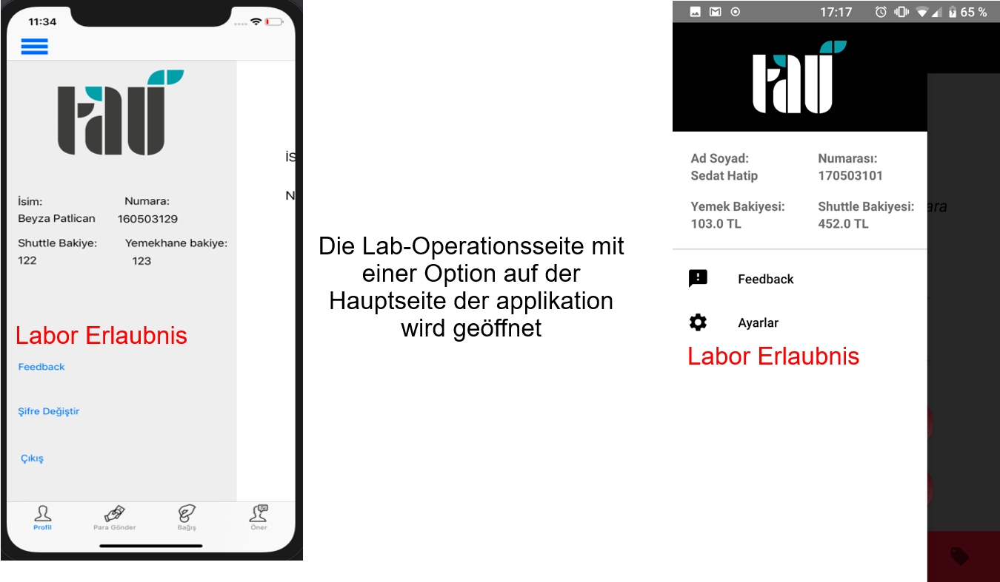 11:34
tau
İsim:
Numara:
Beyza Patlican
160503129
Shuttle Bakiye:
Yemekhane bakiye:
122
123
İS
N
Labor Erlaubnis
Feedback
Şifre Değiştir
Çıkış
Profil
Para Gönder
Bağış
Öner
Die Lab-Operationsseite mit
einer Option auf der
Hauptseite der applikation
wird geöffnet
17:17
65 %
tau
Ad Soyad:
Numarası:
Sedat Hatip
170503101
Yemek Bakiyesi:
Shuttle Bakiyesi:
103.0 TL
452.0 TL
ara
Feedback
Ayarlar
Labor Erlaubnis